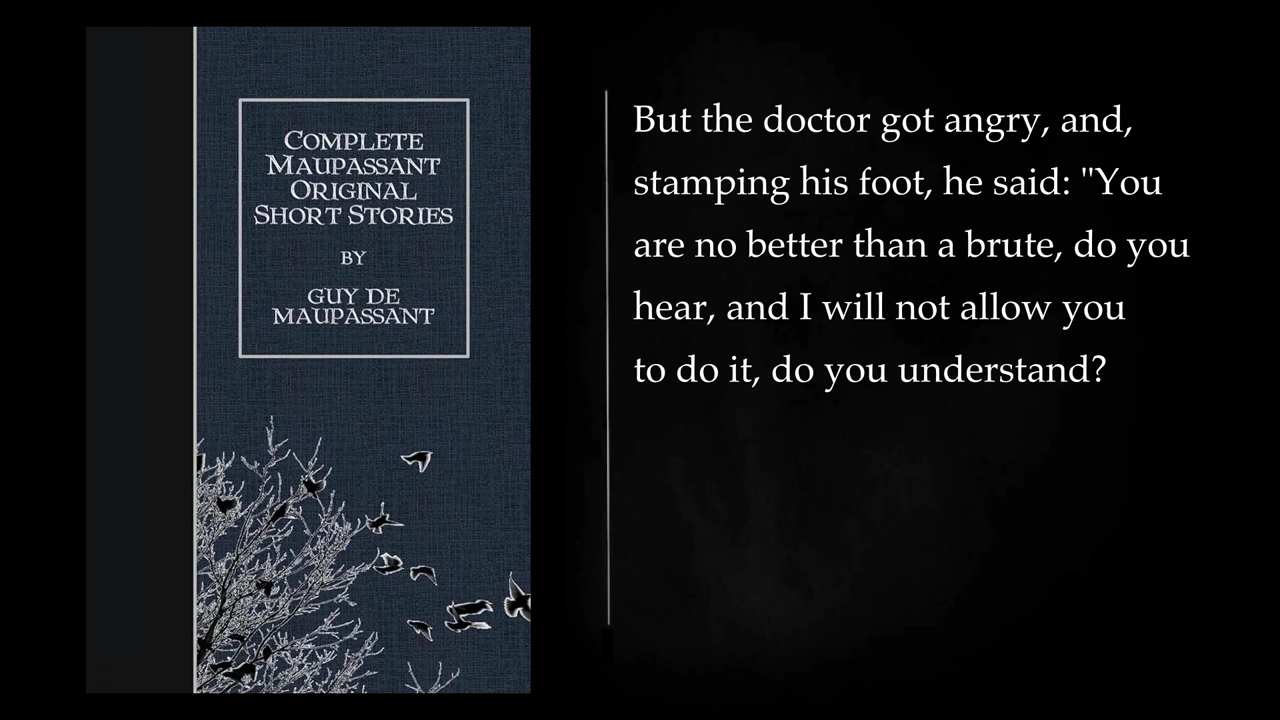 COMPLETE
MAUPASSANT
ORIGINAL
SHORT STORIES
BY
GUY DE
MAUPASSANT
But the doctor got angry, and,
stamping his foot, he said: "You
are no better than a brute, do you
hear, and I will not allow you
to do it, do you understand?